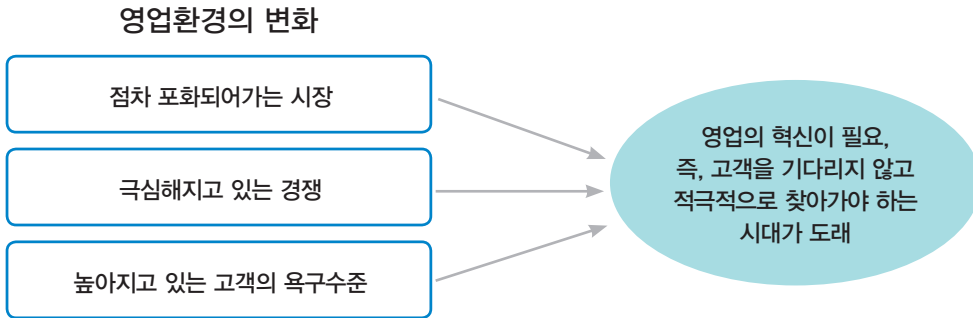 영업환경의 변화
점차 포화되어가는 시장
극심해지고 있는 경쟁
높아지고 있는 고객의 욕구수준
영업의 혁신이 필요,
즉, 고객을 기다리지 않고
적극적으로 찾아가야 하는
시대가 도래